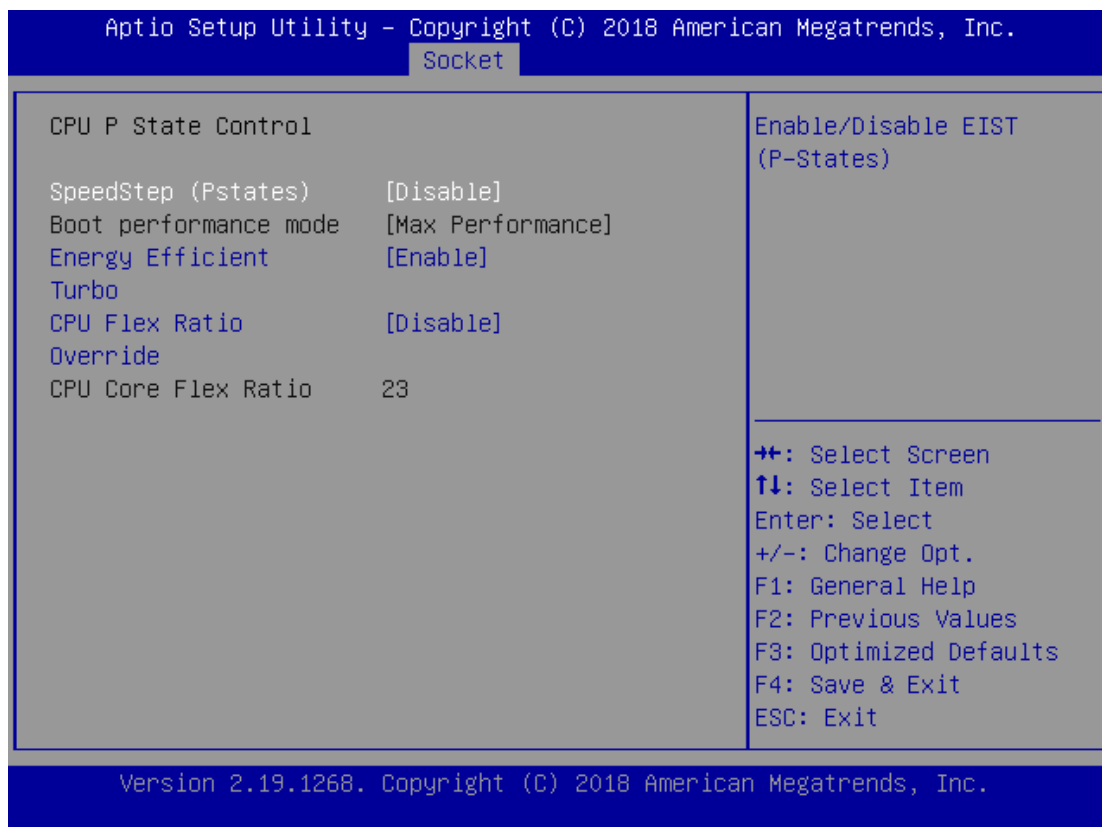 Aptio Setup Utility – Copyright (C) 2018 American Megatrends, Inc.
Socket
CPU P State Control
SpeedStep (Pstates) [Disable]
Boot performance mode [Max Performance]
Energy Efficient [Enable]
Turbo
CPU Flex Ratio [Disable]
Override
CPU Core Flex Ratio 23
Enable/Disable EIST
(P-States)
→←: Select Screen
↑↓: Select Item
Enter: Select
+/-: Change Opt.
F1: General Help
F2: Previous Values
F3: Optimized Defaults
F4: Save & Exit
ESC: Exit
Version 2.19.1268. Copyright (C) 2018 American Megatrends, Inc.